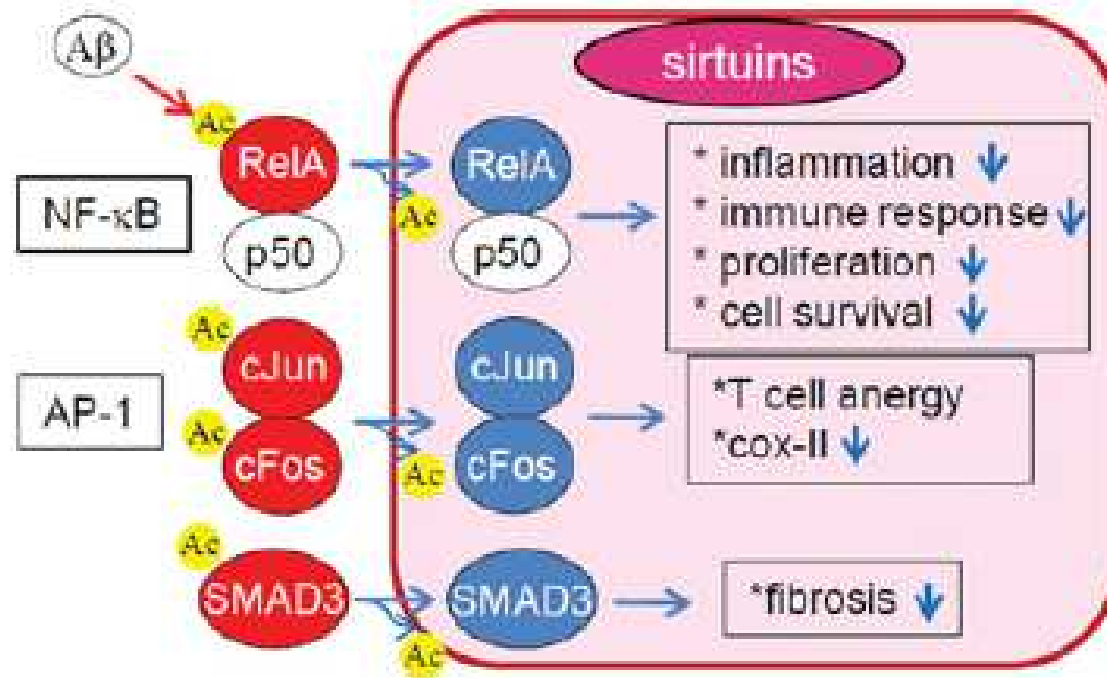 Aβ
sirtuins
Ac
RelA
RelA
Ac
NF-κB
p50
p50
* inflammation ↓
* immune response ↓
* proliferation ↓
* cell survival ↓
Ac
cJun
cJun
AP-1
Ac
cFos
cFos
Ac
*T cell anergy
*cox-II ↓
Ac
SMAD3
SMAD3
Ac
*fibrosis ↓